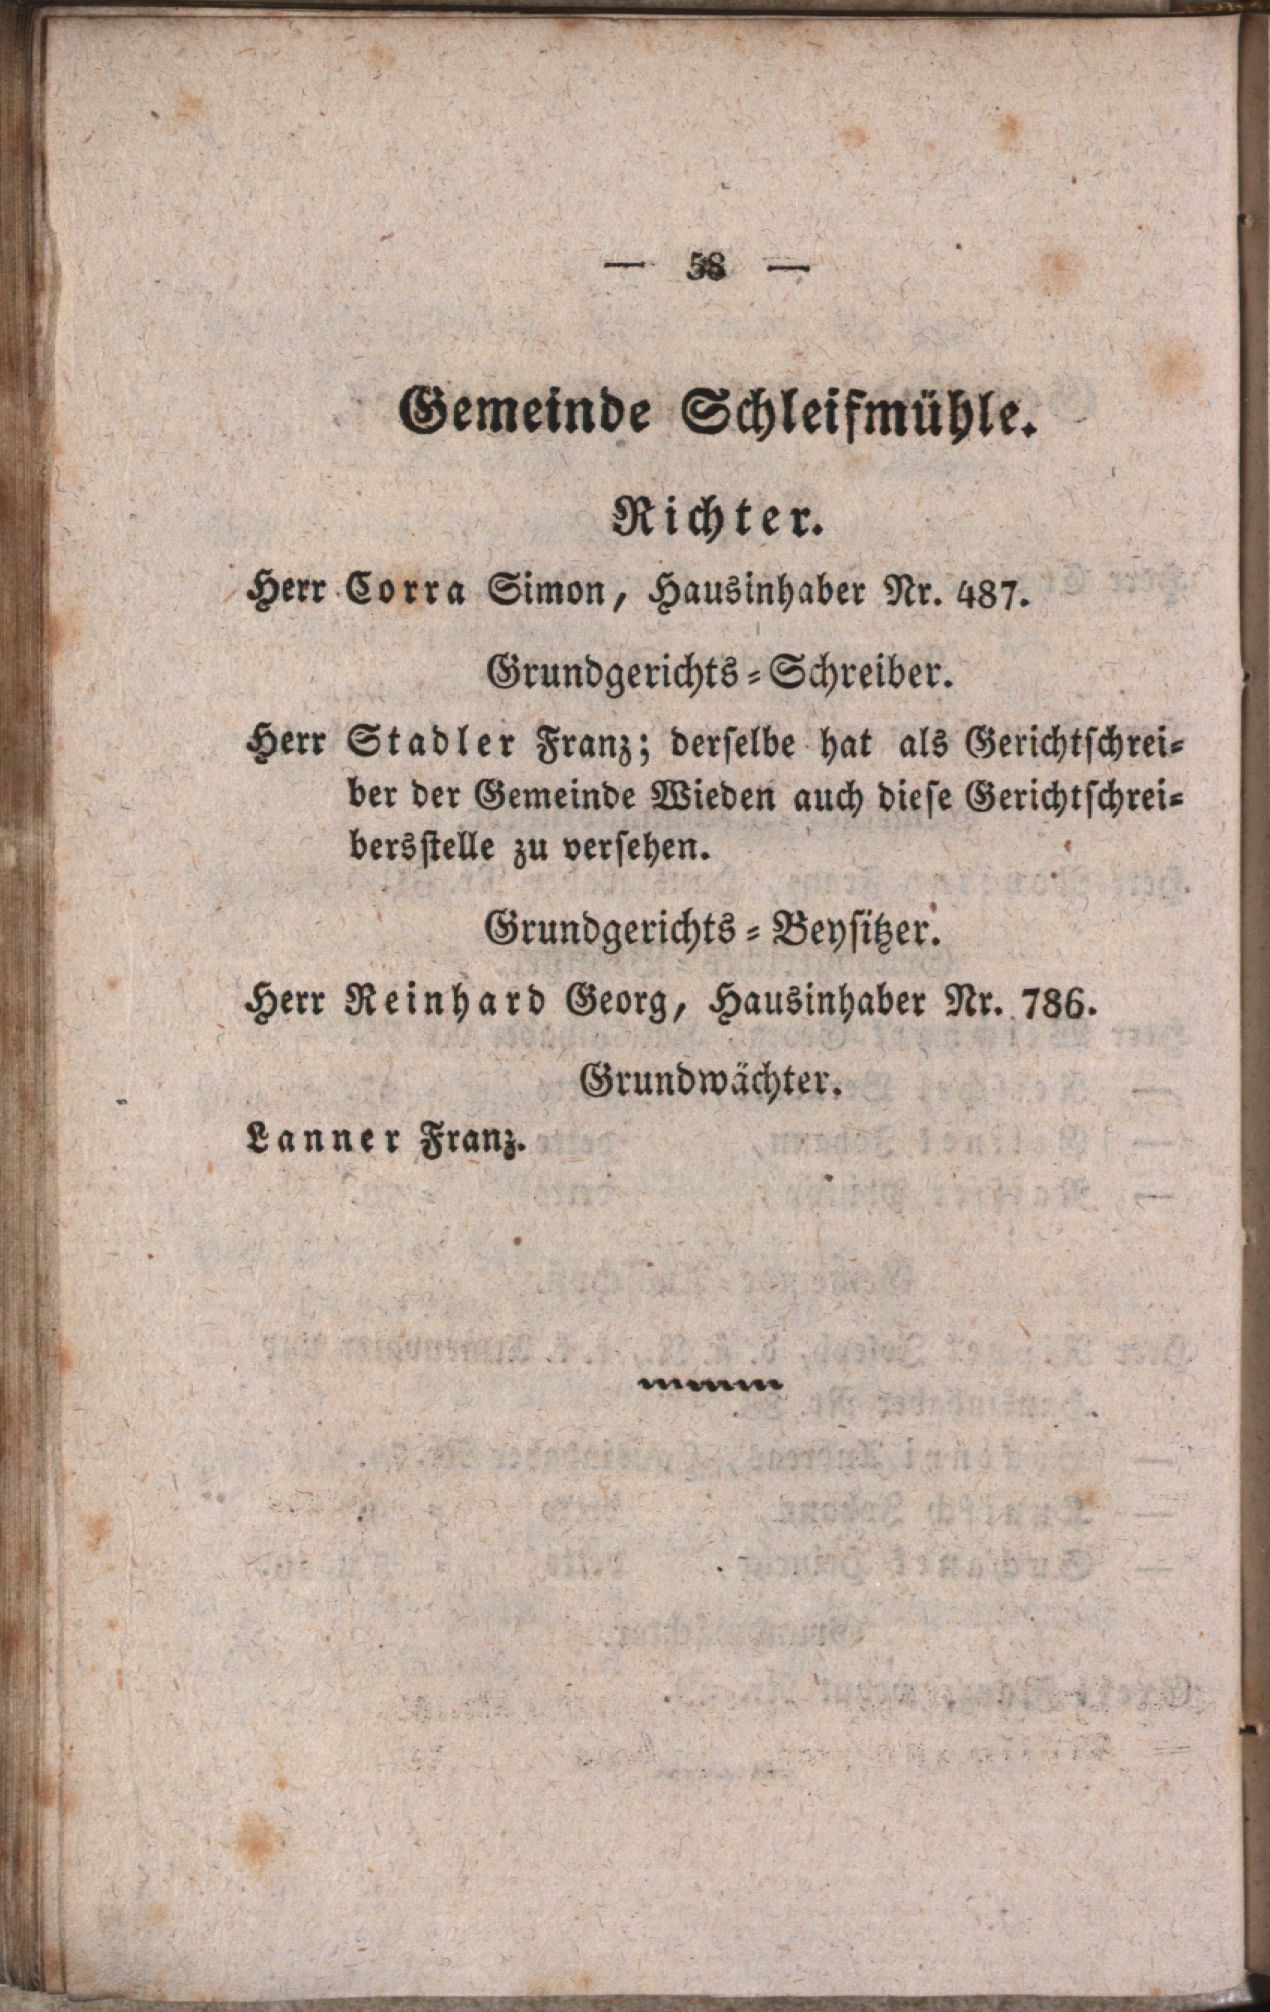 — 58 —
Gemeinde Schleifmühle.
Richter.
Herr Corra Simon, Hausinhaber Nr. 487.
Grundgerichts-Schreiber.
Herr Stadler Franz; derselbe hat als Gerichtschrei-
ber der Gemeinde Wieden auch diese Gerichtschrei-
bersstelle zu versehen.
Grundgerichts-Beysitzer.
Herr Reinhard Georg, Hausinhaber Nr. 786.
Grundwächter.
Lanner Franz.